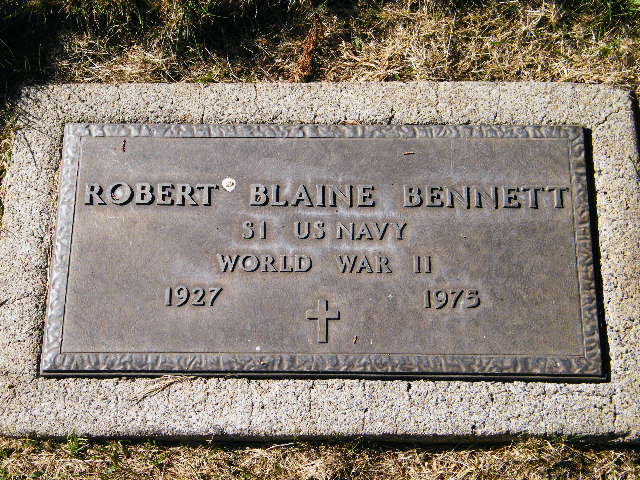 ROBERT BLAINE BENNETT
S1 US NAVY
WORLD WAR II
1927 1975